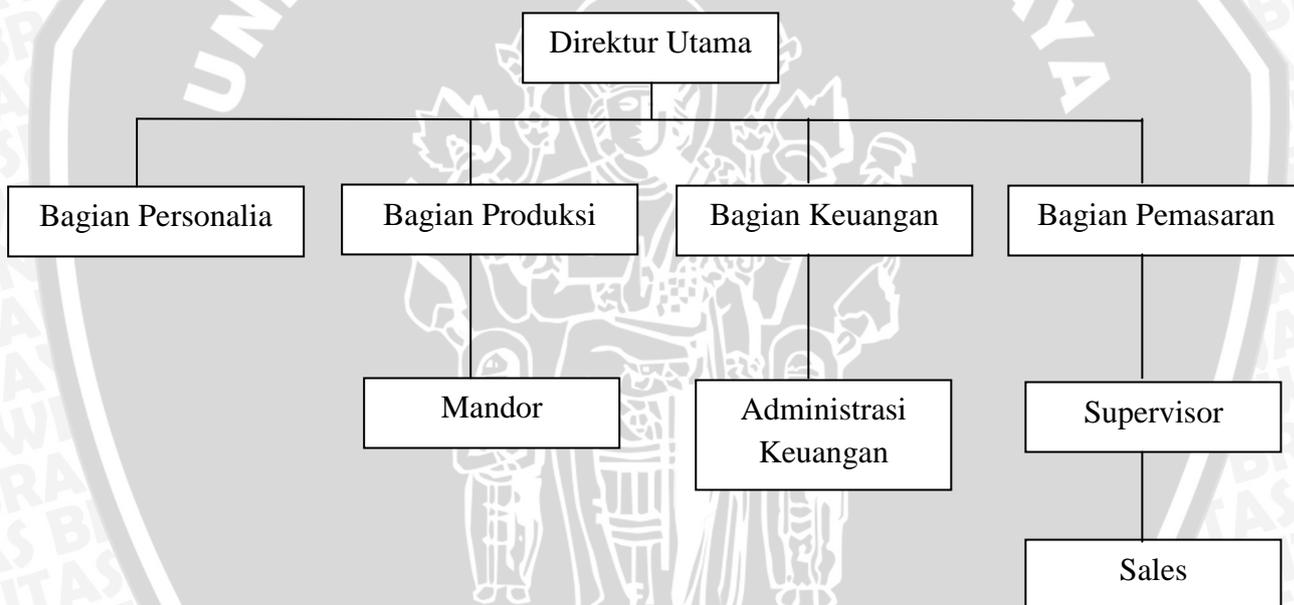 Direktur Utama
Bagian Personalia
Bagian Produksi
Bagian Keuangan
Bagian Pemasaran
Mandor
Administrasi
Keuangan
Supervisor
Sales